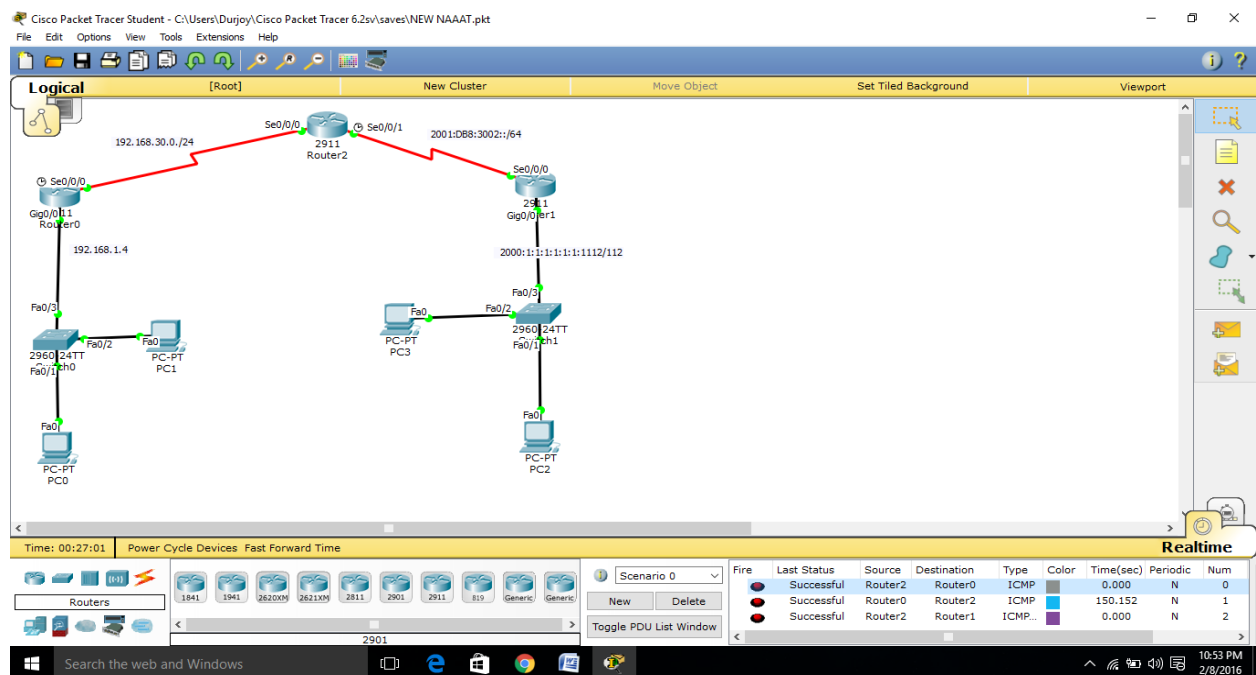 Cisco Packet Tracer Student - C:\Users\Durjoy\Cisco Packet Tracer 6.2sv\saves\NEW NAAAT.pkt
File Edit Options View Tools Extensions Help
Logical [Root] New Cluster Move Object Set Tiled Background Viewport
Se0/0/0 Se0/0/1
192.168.30.0./24 2001:DB8:3002::/64
2911
Router2
Se0/0/0
Se0/0/0
2911
Gig0/0 11 Gig0/0 er1
Router0
192.168.1.4 2000:1:1:1:1:1:1:1112/112
Fa0/3
Fa0/3 Fa0 Fa0/2
Fa0/2 Fa0 PC-PT 2960 24TT
2960 24TT PC-PT PC3 Fa0/1 ch1
Fa0/1 ch0 PC1
Fa0 Fa0
PC-PT PC-PT
PC0 PC2
Time: 00:27:01 Power Cycle Devices Fast Forward Time Realtime
Routers
1841 1941 2620XM 2621XM 2811 2901 2911 819 Generic Generic
2901
Scenario 0
New Delete
Toggle PDU List Window
Fire Last Status Source Destination Type Color Time(sec) Periodic Num
Successful Router2 Router0 ICMP 0.000 N 0
Successful Router0 Router2 ICMP 150.152 N 1
Successful Router2 Router1 ICMP... 0.000 N 2
Search the web and Windows
10:53 PM
2/8/2016